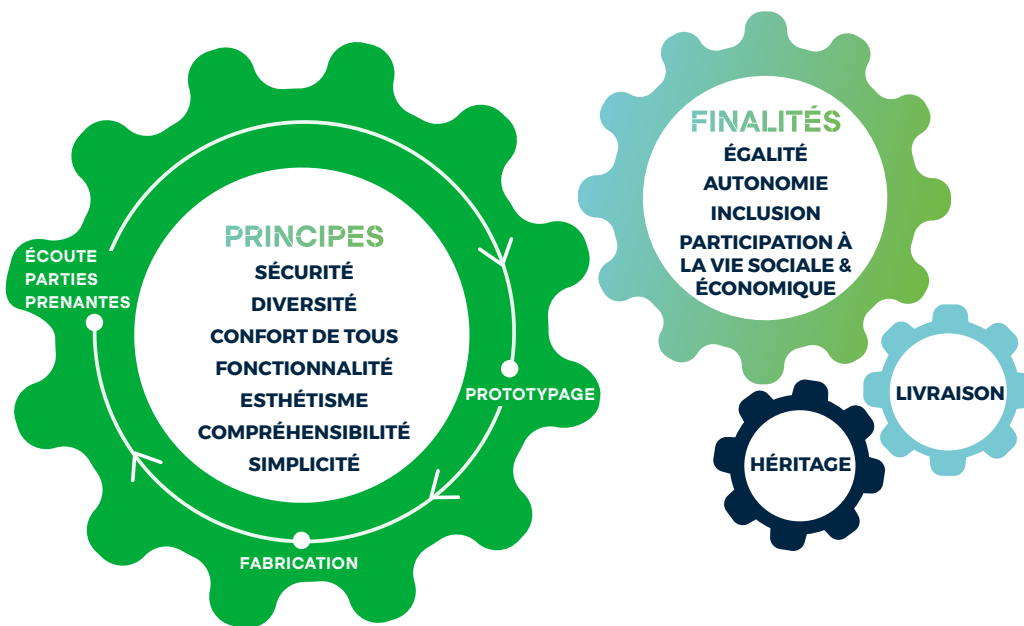 PRINCIPES
SÉCURITÉ
DIVERSITÉ
CONFORT DE TOUS
FONCTIONNALITÉ
ESTHÉTISME
COMPRÉHENSIBILITÉ
SIMPLICITÉ
ÉCOUTE
PARTIES
PRENANTES
PROTOTYPAGE
FABRICATION
FINALITÉS
ÉGALITÉ
AUTONOMIE
INCLUSION
PARTICIPATION À
LA VIE SOCIALE &
ÉCONOMIQUE
LIVRAISON
HÉRITAGE